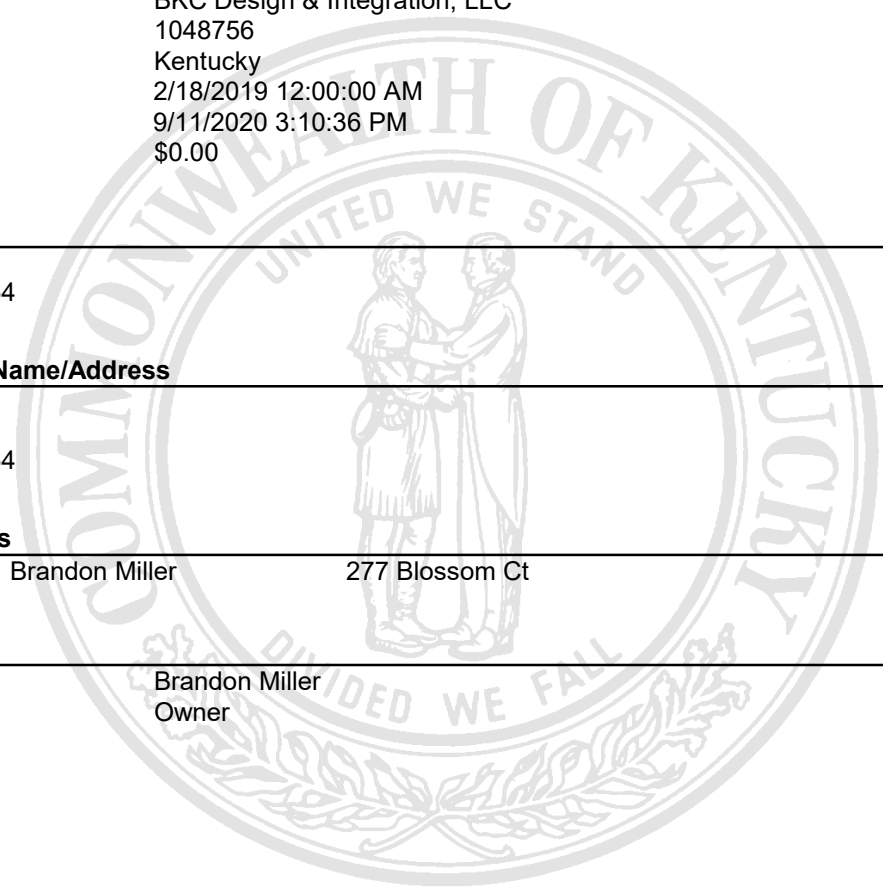 BKC Design & Integration, LLC
1048756
Kentucky
2/18/2019 12:00:00 AM
9/11/2020 3:10:36 PM
$0.00
COMMONWEALTH OF KENTUCKY
UNITED WE STAND
4
Name/Address
4
s
Brandon Miller 277 Blossom Ct
DIVIDED WE FALL
Brandon Miller
Owner